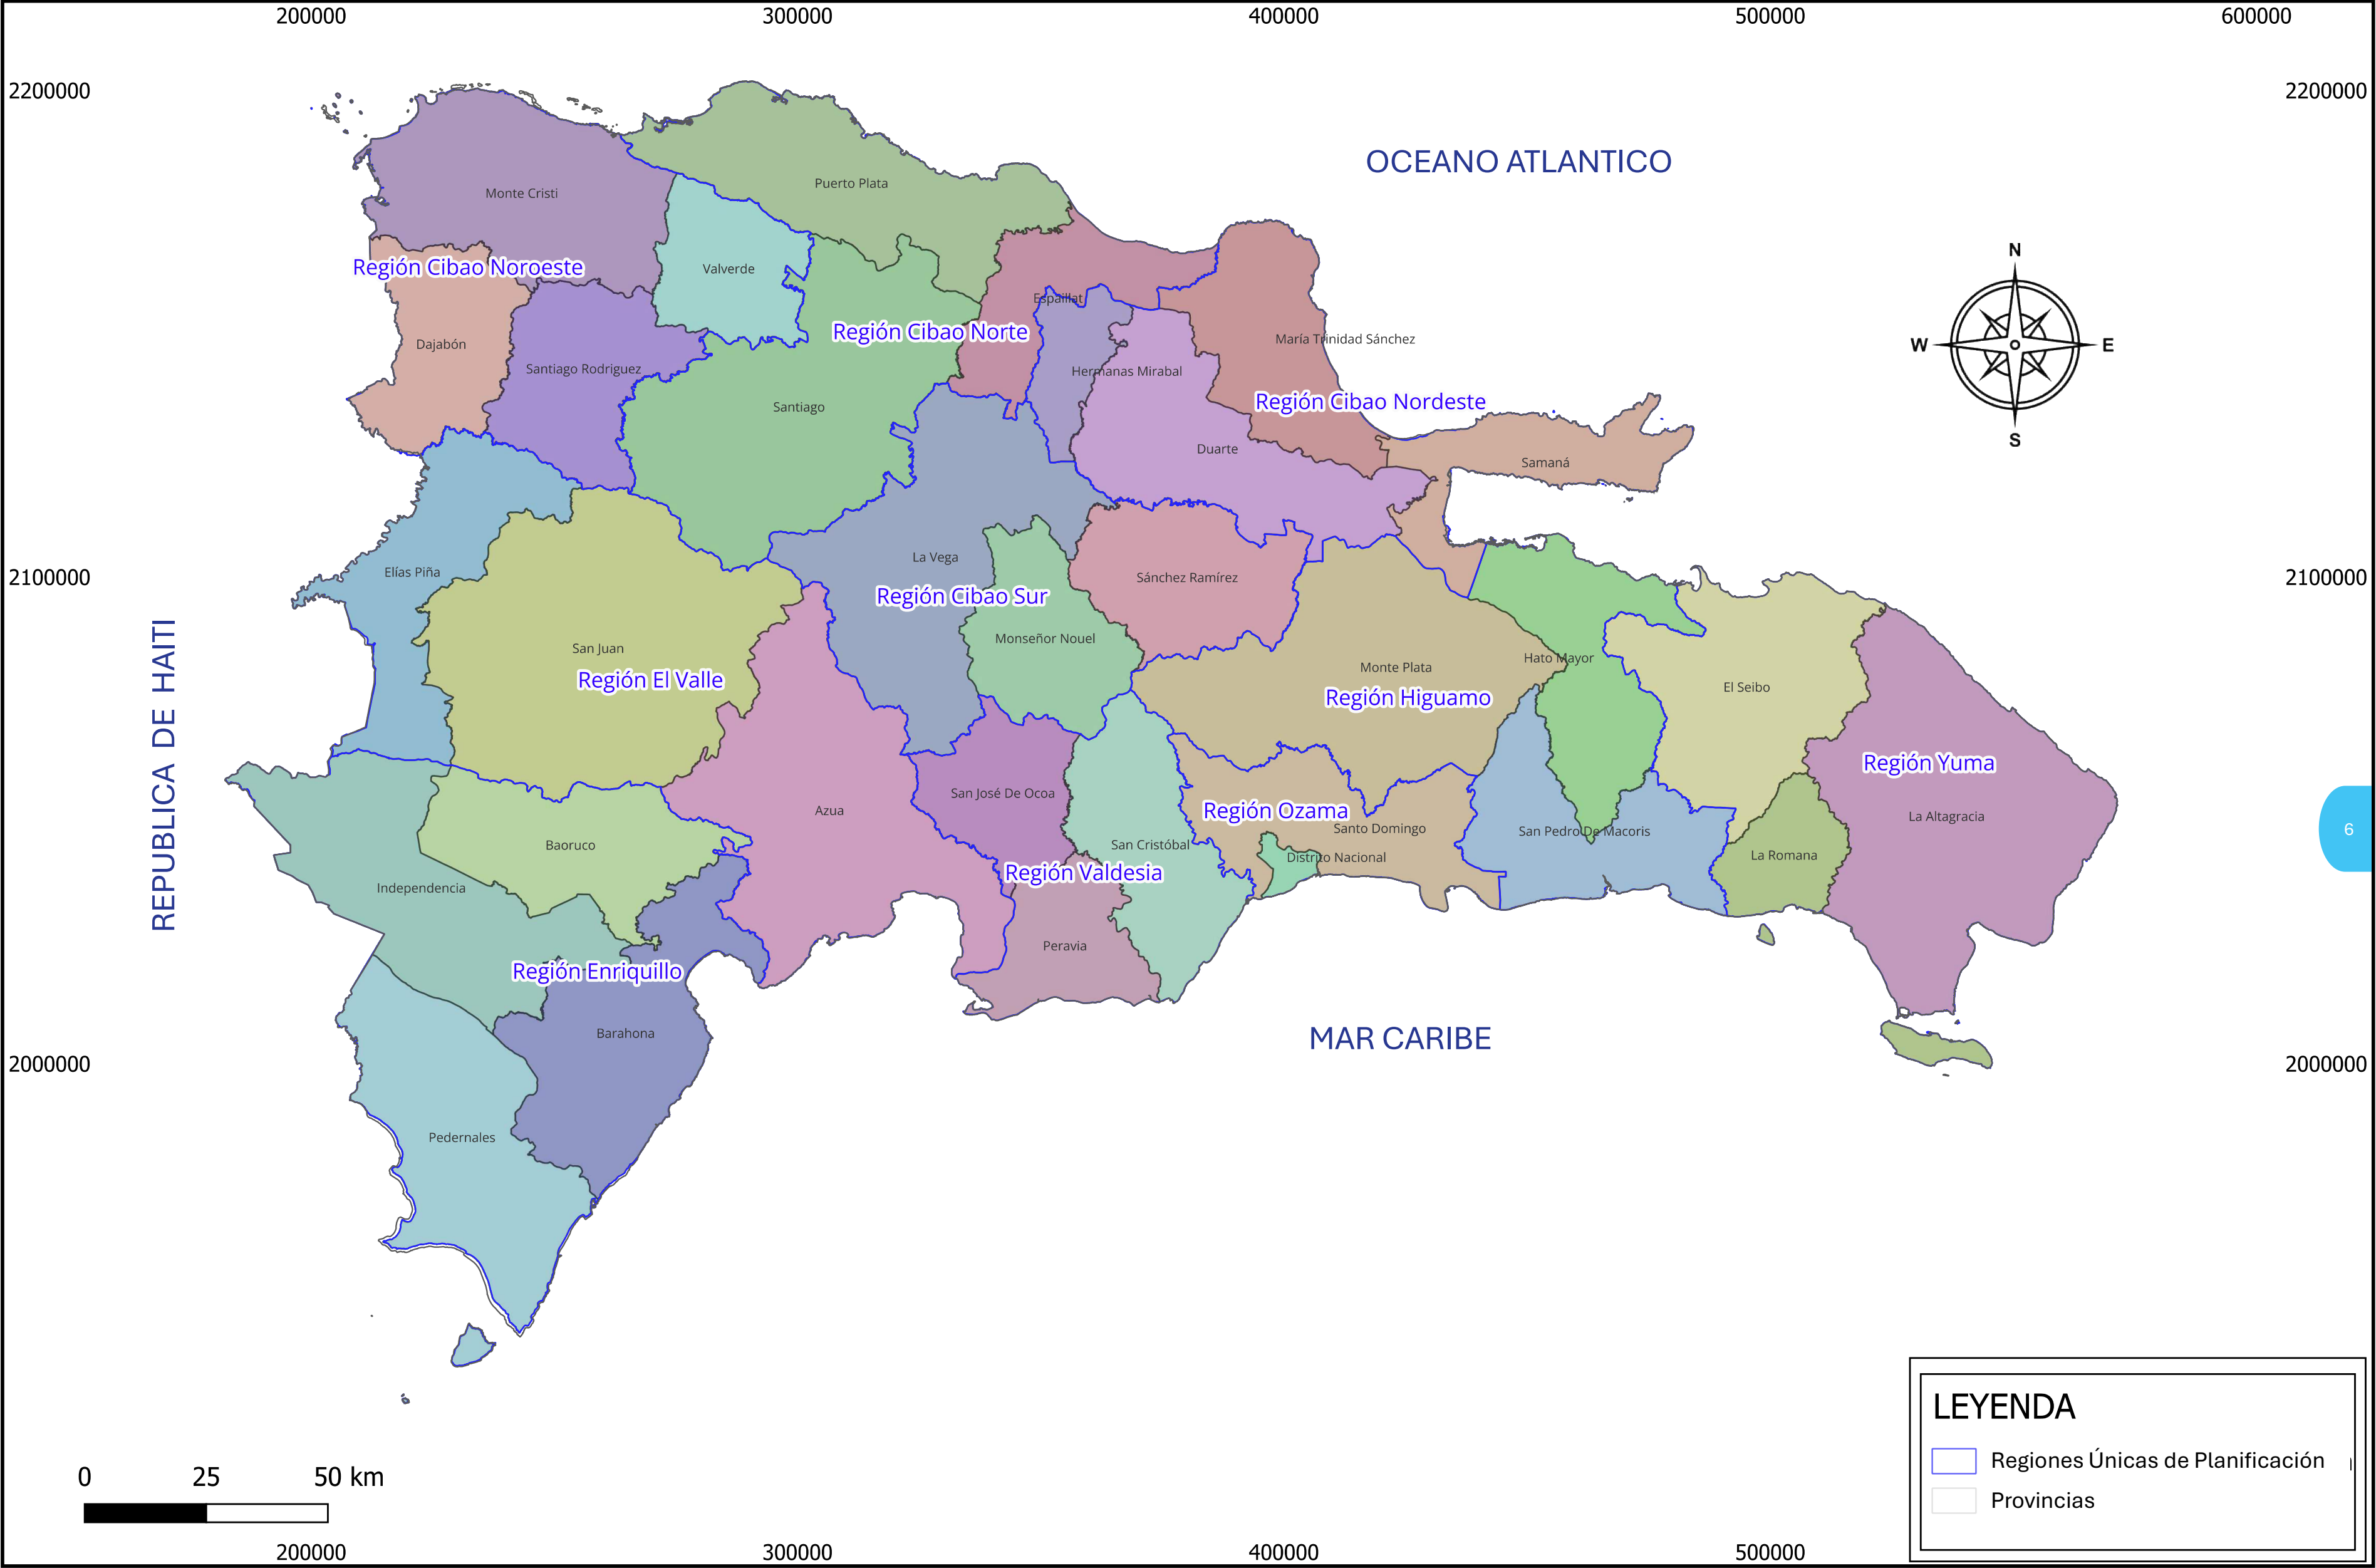 200000 300000 400000 500000 600000
2200000 2200000
OCEANO ATLANTICO
Puerto Plata
Monte Cristi
N
Región Cibao Noroeste
Valverde
Espaillat
Región Cibao Norte
María Trinidad Sánchez
Dajabón
W E
Santiago Rodriguez
Hermanas Mirabal
Región Cibao Nordeste
Santiago
S
Duarte
Samaná
La Vega
Elías Piña
2100000 2100000
Sánchez Ramírez
Región Cibao Sur
Monseñor Nouel
San Juan
Hato Mayor
Monte Plata
Región El Valle
El Seibo
Región Higuamo
REPUBLICA DE HAITI
Región Yuma
San José De Ocoa
Azua
Región Ozama
La Altagracia
Santo Domingo
6
San Pedro De Macoris
Baoruco
San Cristóbal
La Romana
Distrito Nacional
Región Valdesia
Independencia
Peravia
Región Enriquillo
Barahona
MAR CARIBE
2000000 2000000
Pedernales
LEYENDA
Regiones Únicas de Planificación
Provincias
0 25 50 km
200000 300000 400000 500000